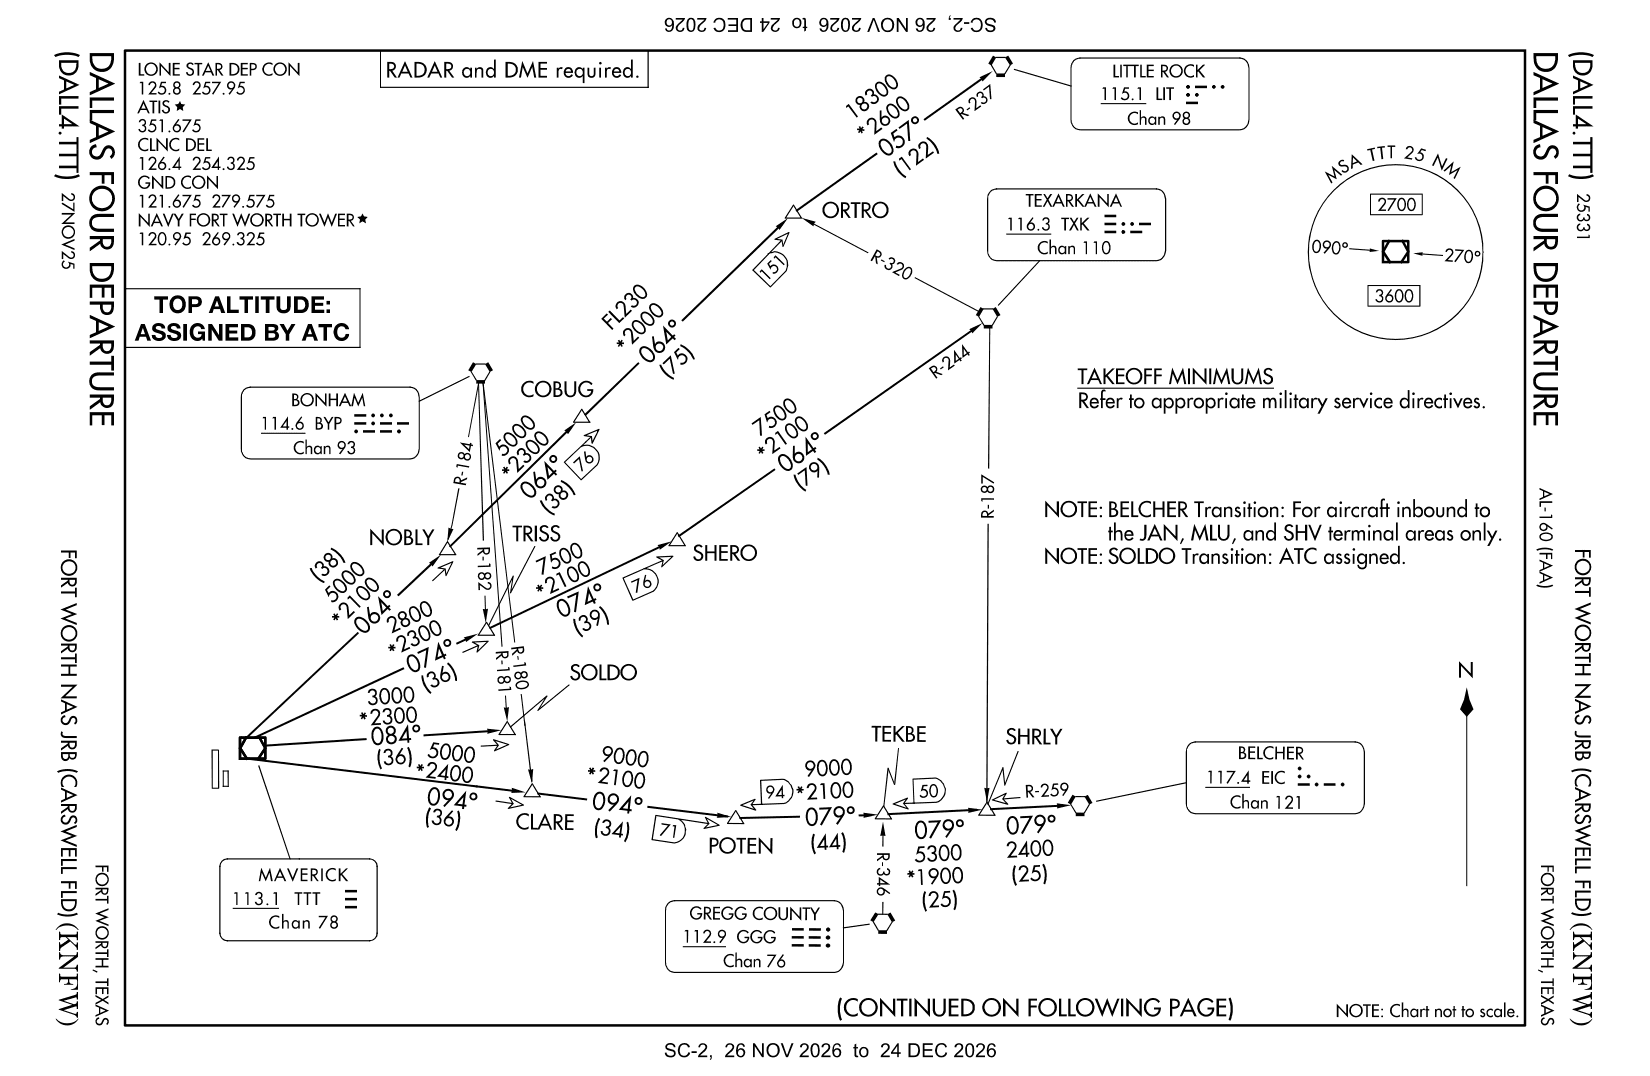 SC-2, 26 NOV 2026 to 24 DEC 2026
(DALL4.TTT) 27NOV25
DALLAS FOUR DEPARTURE
FORT WORTH NAS JRB (CARSWELL FLD) (KNFW)
FORT WORTH, TEXAS
LONE STAR DEP CON
125.8 257.95
ATIS ★
351.675
CLNC DEL
126.4 254.325
GND CON
121.675 279.575
NAVY FORT WORTH TOWER ★
120.95 269.325
RADAR and DME required.
TOP ALTITUDE:
ASSIGNED BY ATC
LITTLE ROCK
115.1 LIT
Chan 98
R-237
18300
*2600
057°
(122)
ORTRO
151
R-320
TEXARKANA
116.3 TXK
Chan 110
MSA TTT 25 NM
2700
090°
270°
3600
FL230
*2000
064°
(75)
R-244
TAKEOFF MINIMUMS
Refer to appropriate military service directives.
BONHAM
114.6 BYP
Chan 93
COBUG
76
5000
*2300
064°
(38)
R-184
7500
*2100
064°
(79)
R-187
NOTE: BELCHER Transition: For aircraft inbound to
the JAN, MLU, and SHV terminal areas only.
NOTE: SOLDO Transition: ATC assigned.
NOBLY
TRISS
R-182
7500
*2100
074°
(39)
76
SHERO
(38)
5000
*2100
064°
2800
*2300
074°
(36)
R-181
R-180
SOLDO
3000
*2300
084°
(36)
5000
*2400
094°
(36)
CLARE
9000
*2100
094°
(34)
71
94
POTEN
9000
*2100
079°
(44)
TEKBE
50
R-346
079°
5300
*1900
(25)
SHRLY
R-259
079°
2400
(25)
BELCHER
117.4 EIC
Chan 121
N
MAVERICK
113.1 TTT
Chan 78
GREGG COUNTY
112.9 GGG
Chan 76
(CONTINUED ON FOLLOWING PAGE)
NOTE: Chart not to scale.
(DALL4.TTT) 25331
DALLAS FOUR DEPARTURE
AL-160 (FAA)
FORT WORTH NAS JRB (CARSWELL FLD) (KNFW)
FORT WORTH, TEXAS
SC-2, 26 NOV 2026 to 24 DEC 2026